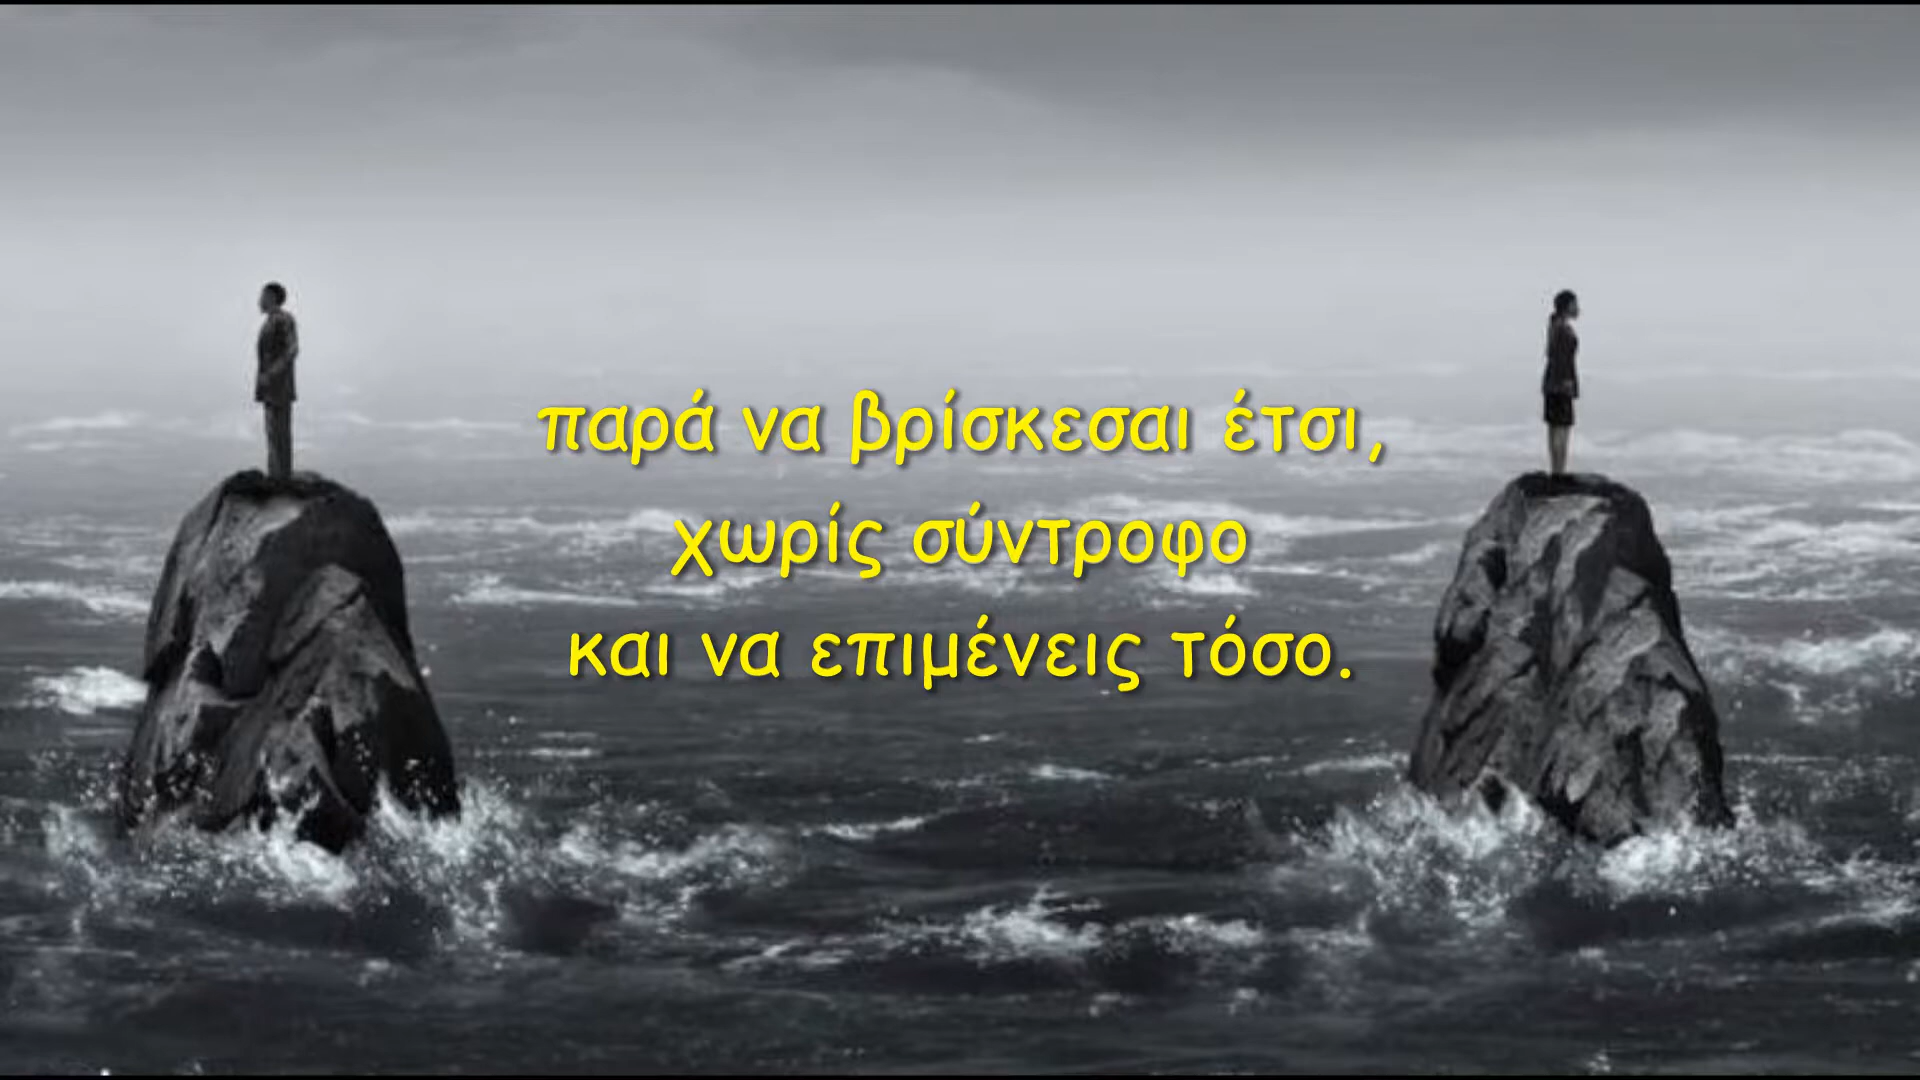 παρά να βρίσκεσαι έτσι,
χωρίς σύντροφο
και να επιμένεις τόσο.